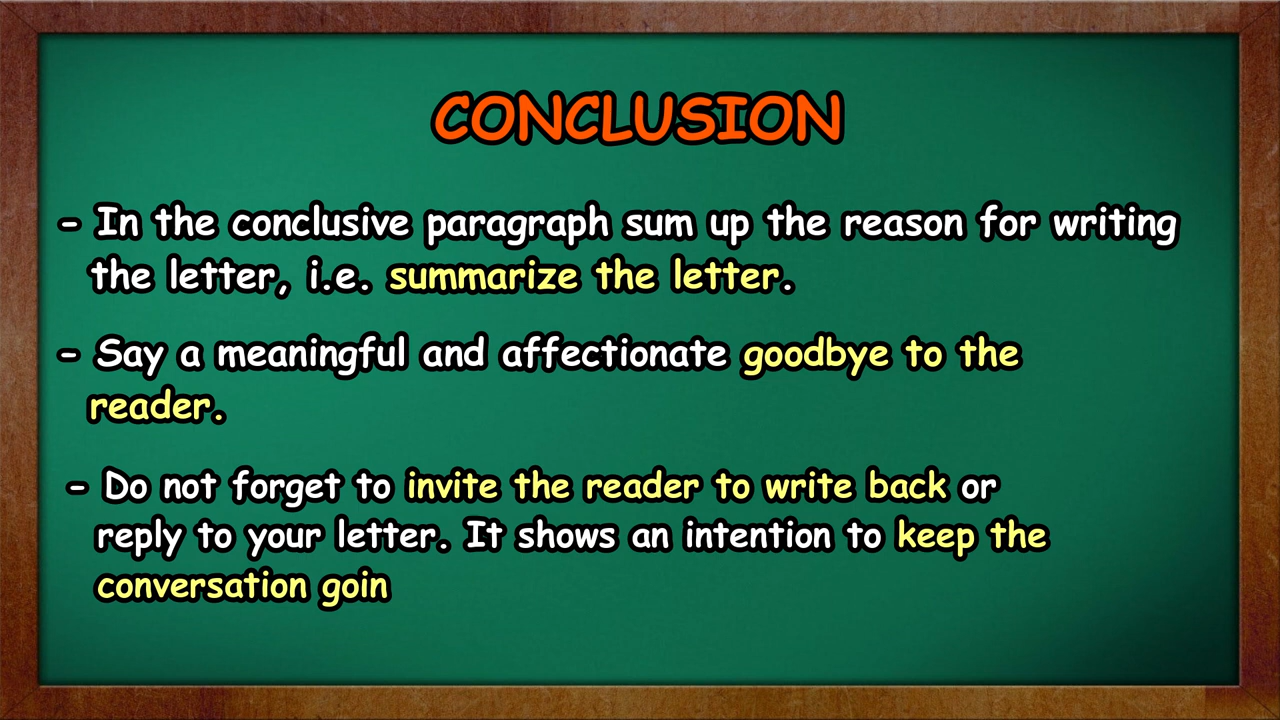 CONCLUSION
- In the conclusive paragraph sum up the reason for writing
the letter, i.e. summarize the letter.
- Say a meaningful and affectionate goodbye to the
reader.
- Do not forget to invite the reader to write back or
reply to your letter. It shows an intention to keep the
conversation goin